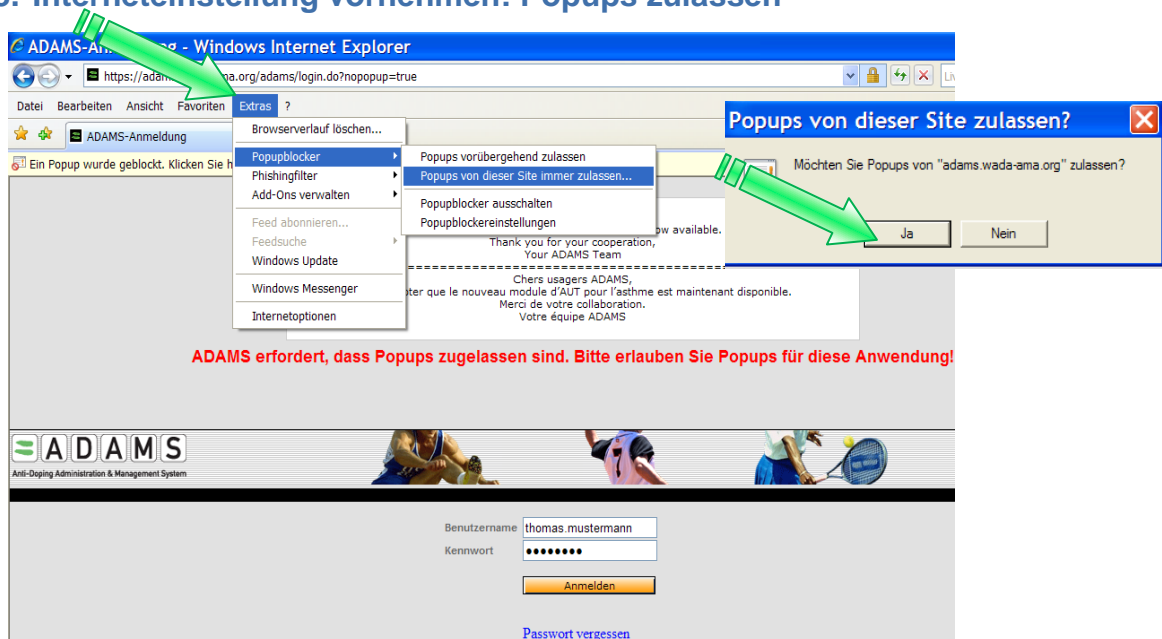 Interneteinstellung vornehmen: Popups zulassen
ADAMS-An - Windows Internet Explorer
https://ada a.org/adams/login.do?nopopup=true
Datei Bearbeiten Ansicht Favoriten Extras ?
ADAMS-Anmeldung
Ein Popup wurde geblockt. Klicken Sie h
Browserverlauf löschen...
Popupblocker
Phishingfilter
Add-Ons verwalten
Feed abonnieren...
Feedsuche
Windows Update
Windows Messenger
Internetoptionen
Popups vorübergehend zulassen
Popups von dieser Site immer zulassen...
Popupblocker ausschalten
Popupblockereinstellungen
Popups von dieser Site zulassen?
Möchten Sie Popups von "adams.wada-ama.org" zulassen?
Ja Nein
available.
Thank you for your cooperation,
Your ADAMS Team
Chers usagers ADAMS,
ter que le nouveau module d'AUT pour l'asthme est maintenant disponible.
Merci de votre collaboration.
Votre équipe ADAMS
ADAMS erfordert, dass Popups zugelassen sind. Bitte erlauben Sie Popups für diese Anwendung!
ADAMS
Anti-Doping Administration & Management System
Benutzername thomas.mustermann
Kennwort ●●●●●●●●
Anmelden
Passwort vergessen